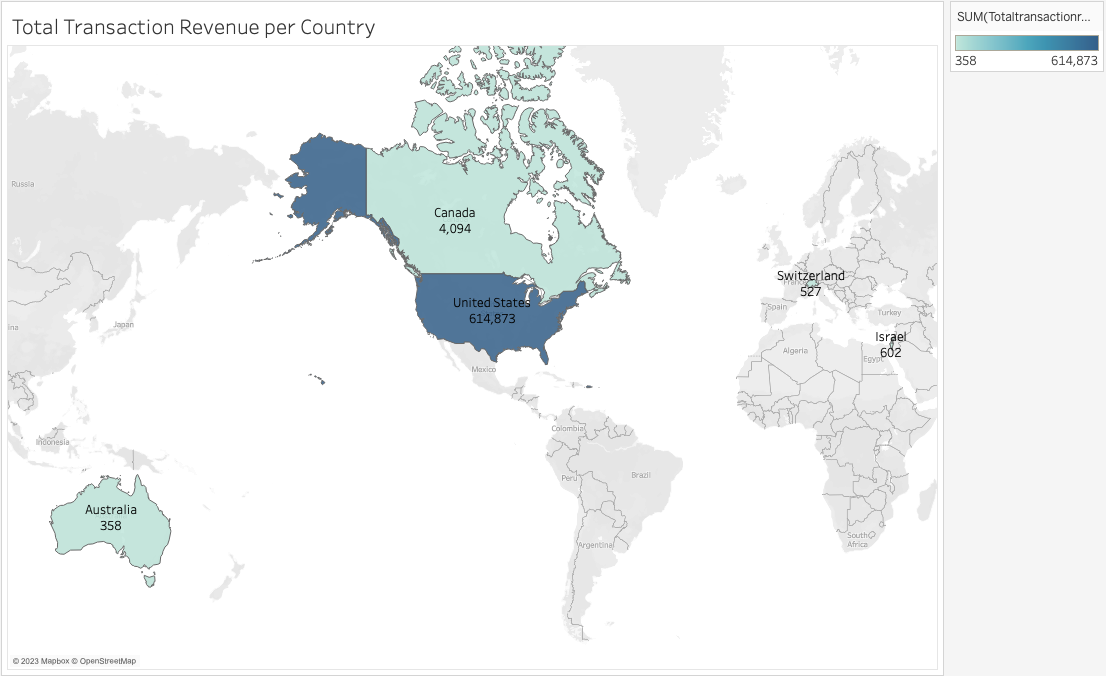 Total Transaction Revenue per Country
SUM(Totaltransactionr...
358 614,873
Russia
Canada
4,094
Switzerland
527
Spain
United States
614,873
Turkey
Japan
Israel
602
Algeria
Egypt
Mexico
Colombia
Indonesia
Peru
Brazil
Australia
358
South
Africa
Argentina
© 2023 Mapbox © OpenStreetMap